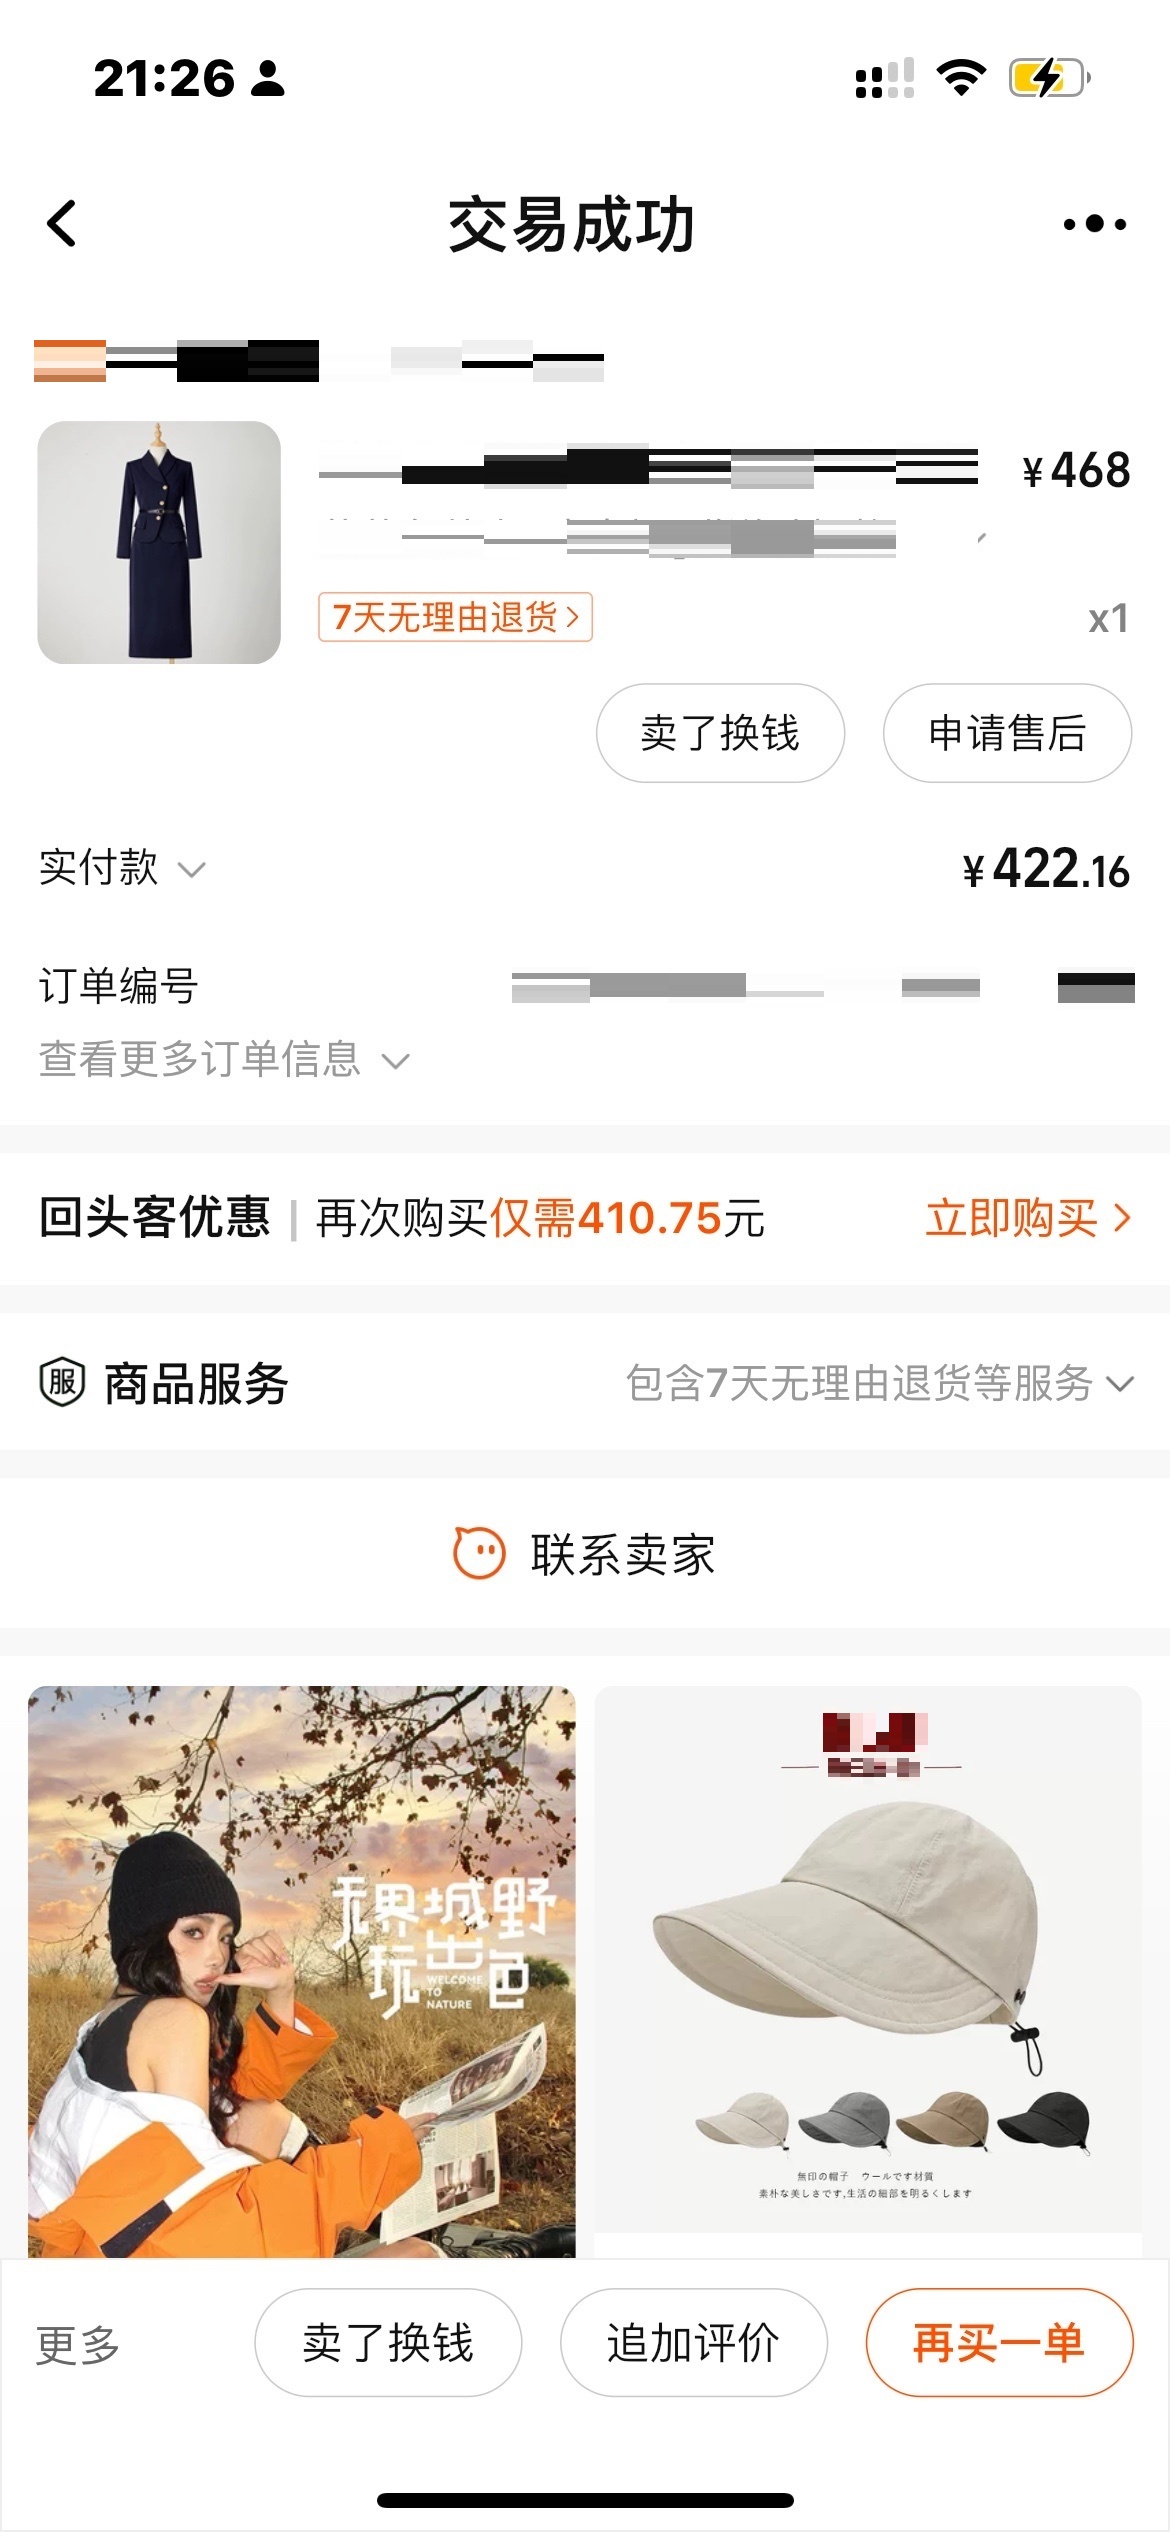 21:26
交易成功
¥468
7天无理由退货
x1
卖了换钱
申请售后
实付款
¥422.16
订单编号
查看更多订单信息
回头客优惠 | 再次购买仅需410.75元
立即购买
服 商品服务
包含7天无理由退货等服务
联系卖家
无界城野
玩出色
WELCOME
TO
NATURE
無印の帽子 ウールです材質
素朴な美しさです,生活の細部を明るくします
更多
卖了换钱
追加评价
再买一单